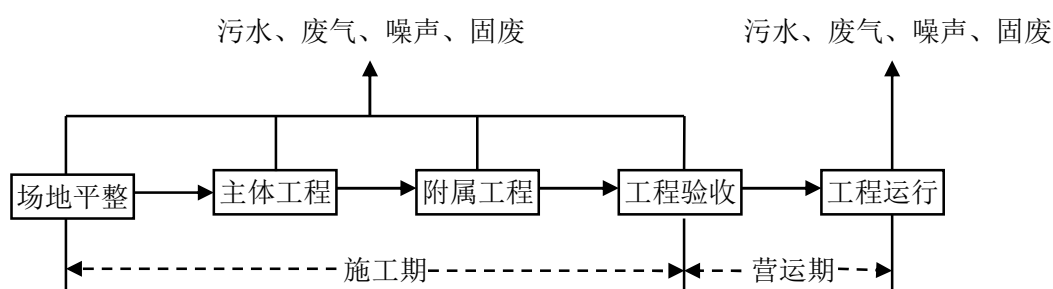 污水、废气、噪声、固废 污水、废气、噪声、固废
场地平整 主体工程 附属工程 工程验收 工程运行
施工期 营运期